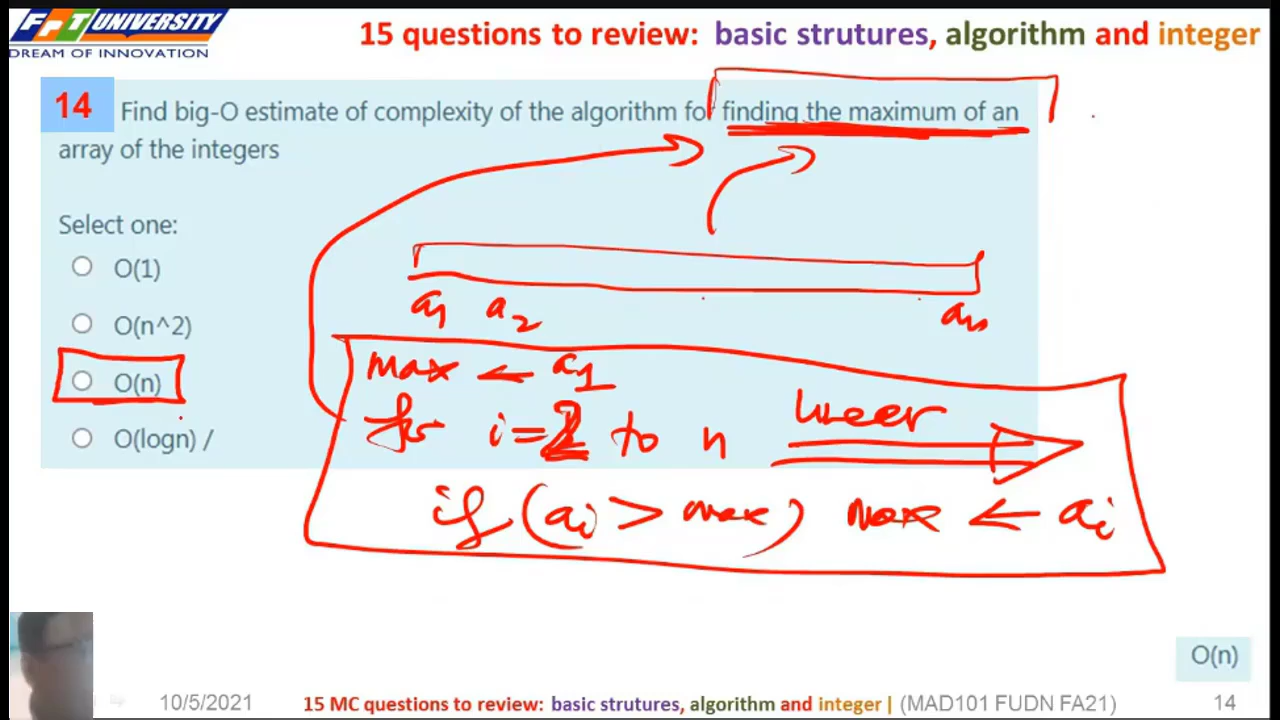 FPT UNIVERSITY
DREAM OF INNOVATION
15 questions to review: basic strutures, algorithm and integer
14 Find big-O estimate of complexity of the algorithm for finding the maximum of an
array of the integers
Select one:
O(1)
O(n^2)
O(n)
O(logn) /
a1 a2 an
max ← a1
for i=2 to n
if (ai > max) max ← ai
O(n)
10/5/2021 15 MC questions to review: basic strutures, algorithm and integer | (MAD101 FUDN FA21) 14